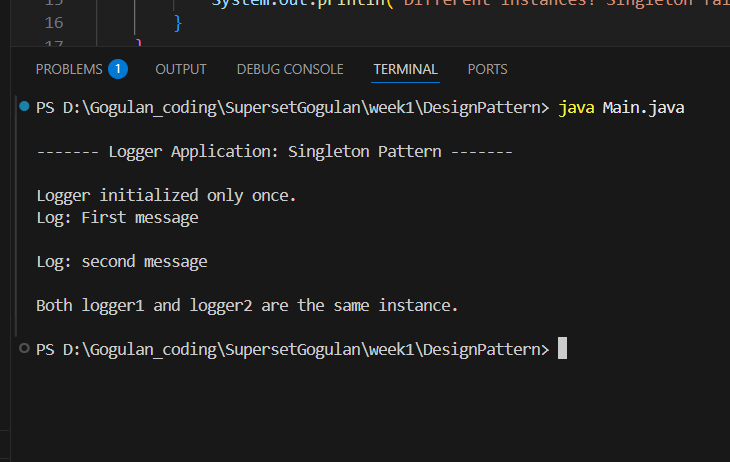 15 System.out.println("Different instances! Singleton fai
16 }
17 }
PROBLEMS 1 OUTPUT DEBUG CONSOLE TERMINAL PORTS
PS D:\Gogulan_coding\SupersetGogulan\week1\DesignPattern> java Main.java
------- Logger Application: Singleton Pattern -------
Logger initialized only once.
Log: First message
Log: second message
Both logger1 and logger2 are the same instance.
PS D:\Gogulan_coding\SupersetGogulan\week1\DesignPattern>